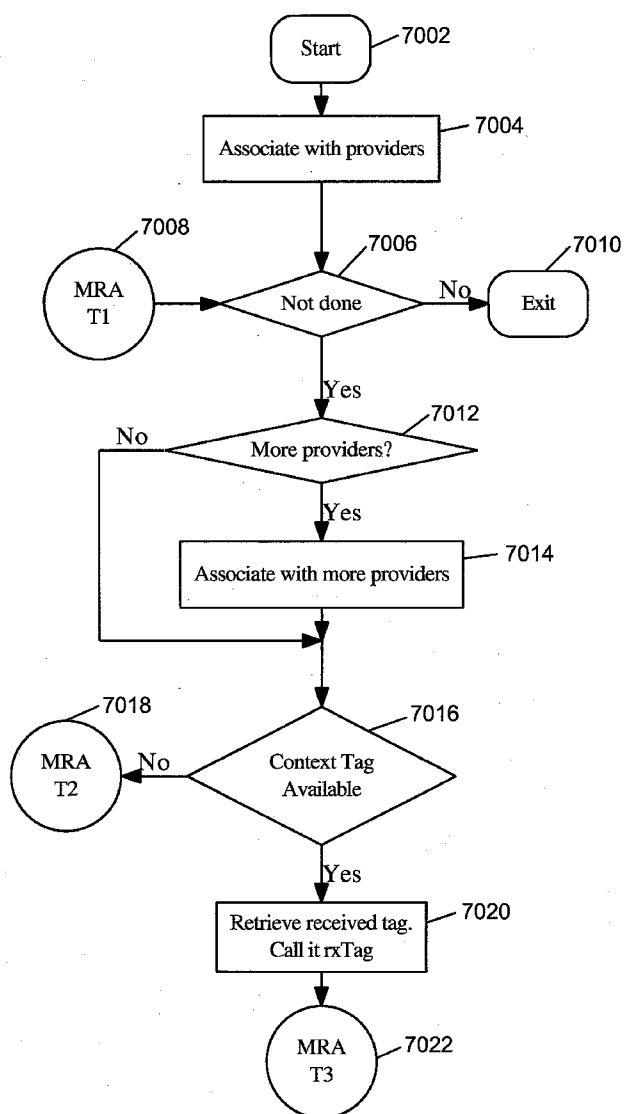 Start
7002
Associate with providers
7004
7008
MRA
T1
7006
Not done
No
7010
Exit
Yes
No
7012
More providers?
Yes
7014
Associate with more providers
7018
MRA
T2
No
7016
Context Tag
Available
Yes
7020
Retrieve received tag.
Call it rxTag
MRA
T3
7022